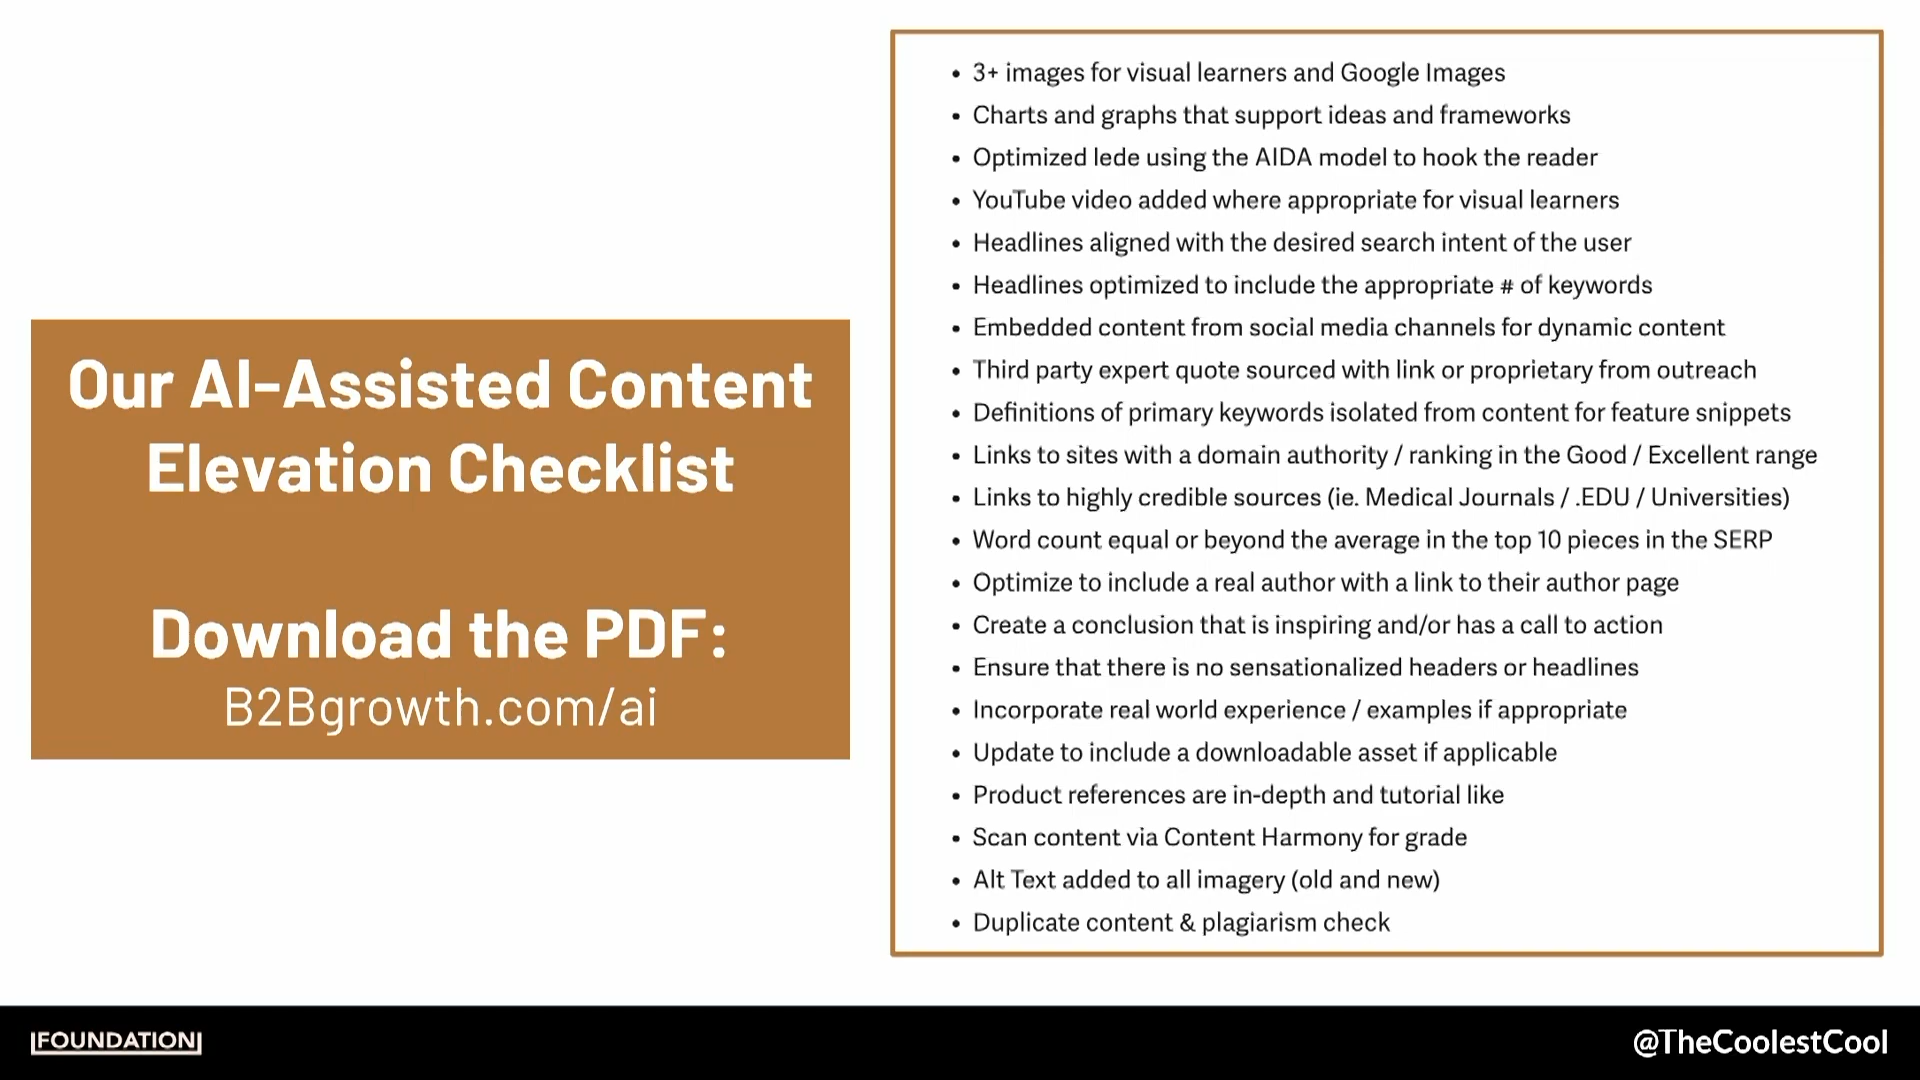 Our AI-Assisted Content
Elevation Checklist
Download the PDF:
B2Bgrowth.com/ai
• 3+ images for visual learners and Google Images
• Charts and graphs that support ideas and frameworks
• Optimized lede using the AIDA model to hook the reader
• YouTube video added where appropriate for visual learners
• Headlines aligned with the desired search intent of the user
• Headlines optimized to include the appropriate # of keywords
• Embedded content from social media channels for dynamic content
• Third party expert quote sourced with link or proprietary from outreach
• Definitions of primary keywords isolated from content for feature snippets
• Links to sites with a domain authority / ranking in the Good / Excellent range
• Links to highly credible sources (ie. Medical Journals / .EDU / Universities)
• Word count equal or beyond the average in the top 10 pieces in the SERP
• Optimize to include a real author with a link to their author page
• Create a conclusion that is inspiring and/or has a call to action
• Ensure that there is no sensationalized headers or headlines
• Incorporate real world experience / examples if appropriate
• Update to include a downloadable asset if applicable
• Product references are in-depth and tutorial like
• Scan content via Content Harmony for grade
• Alt Text added to all imagery (old and new)
• Duplicate content & plagiarism check
FOUNDATION
@TheCoolestCool